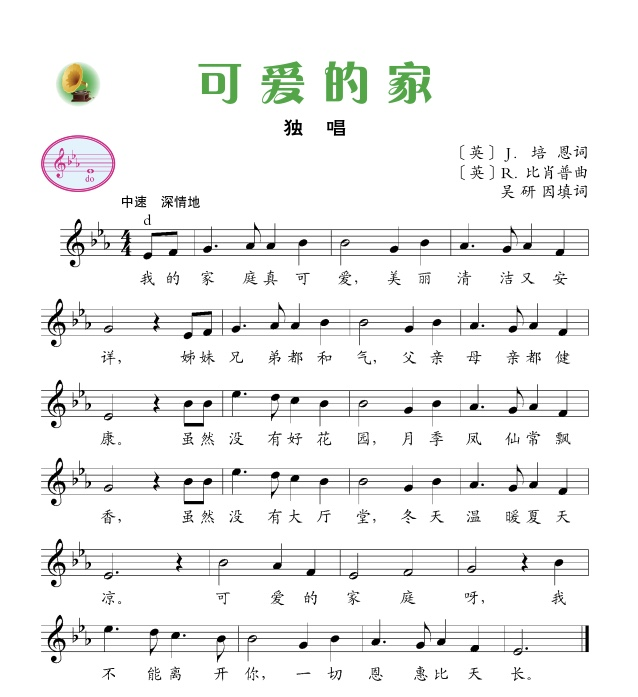 可爱的家
独 唱
〔英〕J. 培 恩词
〔英〕R. 比肖普曲
吴 研 因填词
do
中速 深情地
d
4
4
我的家庭真可爱，美丽清洁又安
详，姊妹兄弟都和气，父亲母亲都健
康。虽然没有好花园，月季凤仙常飘
香，虽然没有大厅堂，冬天温暖夏天
凉。可爱的家庭呀，我
不能离开你，一切恩惠比天长。